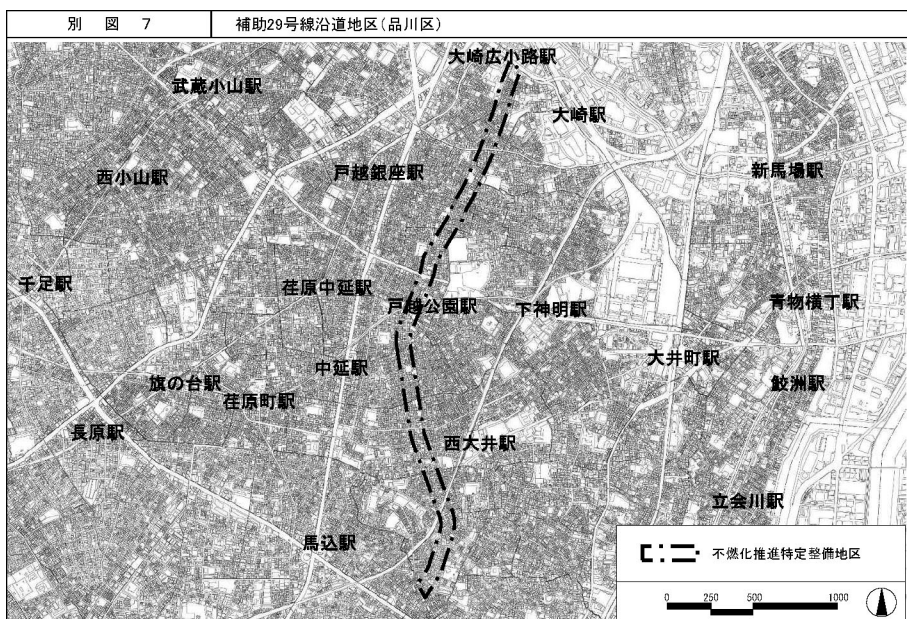 別 図 7
補助29号線沿道地区(品川区)
大崎広小路駅
武蔵小山駅
大崎駅
戸越銀座駅
新馬場駅
西小山駅
千足駅
荏原中延駅
戸越公園駅
下神明駅
青物横丁駅
大井町駅
中延駅
旗の台駅
鮫洲駅
荏原町駅
長原駅
西大井駅
立会川駅
馬込駅
不燃化推進特定整備地区
0 250 500 1000